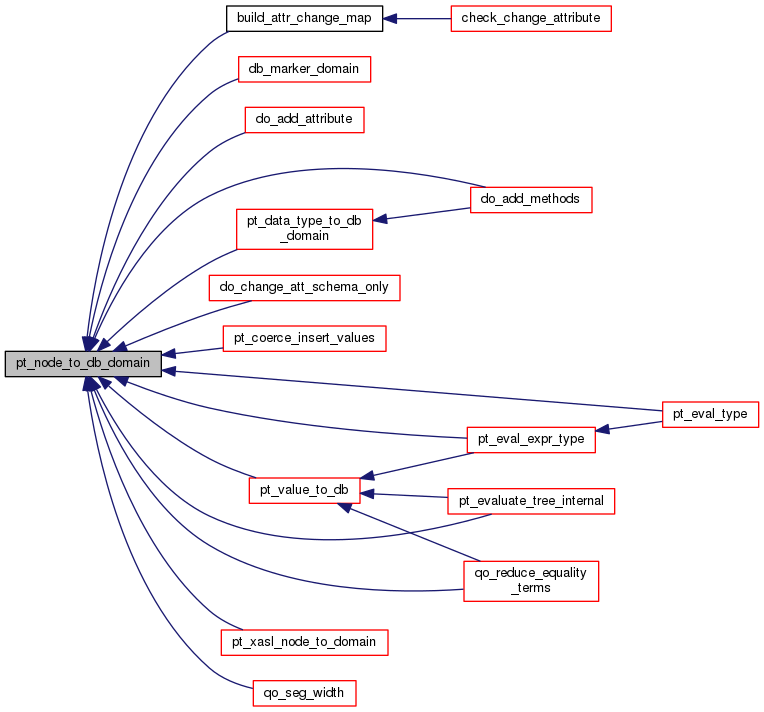 build_attr_change_map
check_change_attribute
db_marker_domain
do_add_attribute
do_add_methods
pt_data_type_to_db
_domain
do_change_att_schema_only
pt_coerce_insert_values
pt_node_to_db_domain
pt_eval_type
pt_eval_expr_type
pt_value_to_db
pt_evaluate_tree_internal
qo_reduce_equality
_terms
pt_xasl_node_to_domain
qo_seg_width